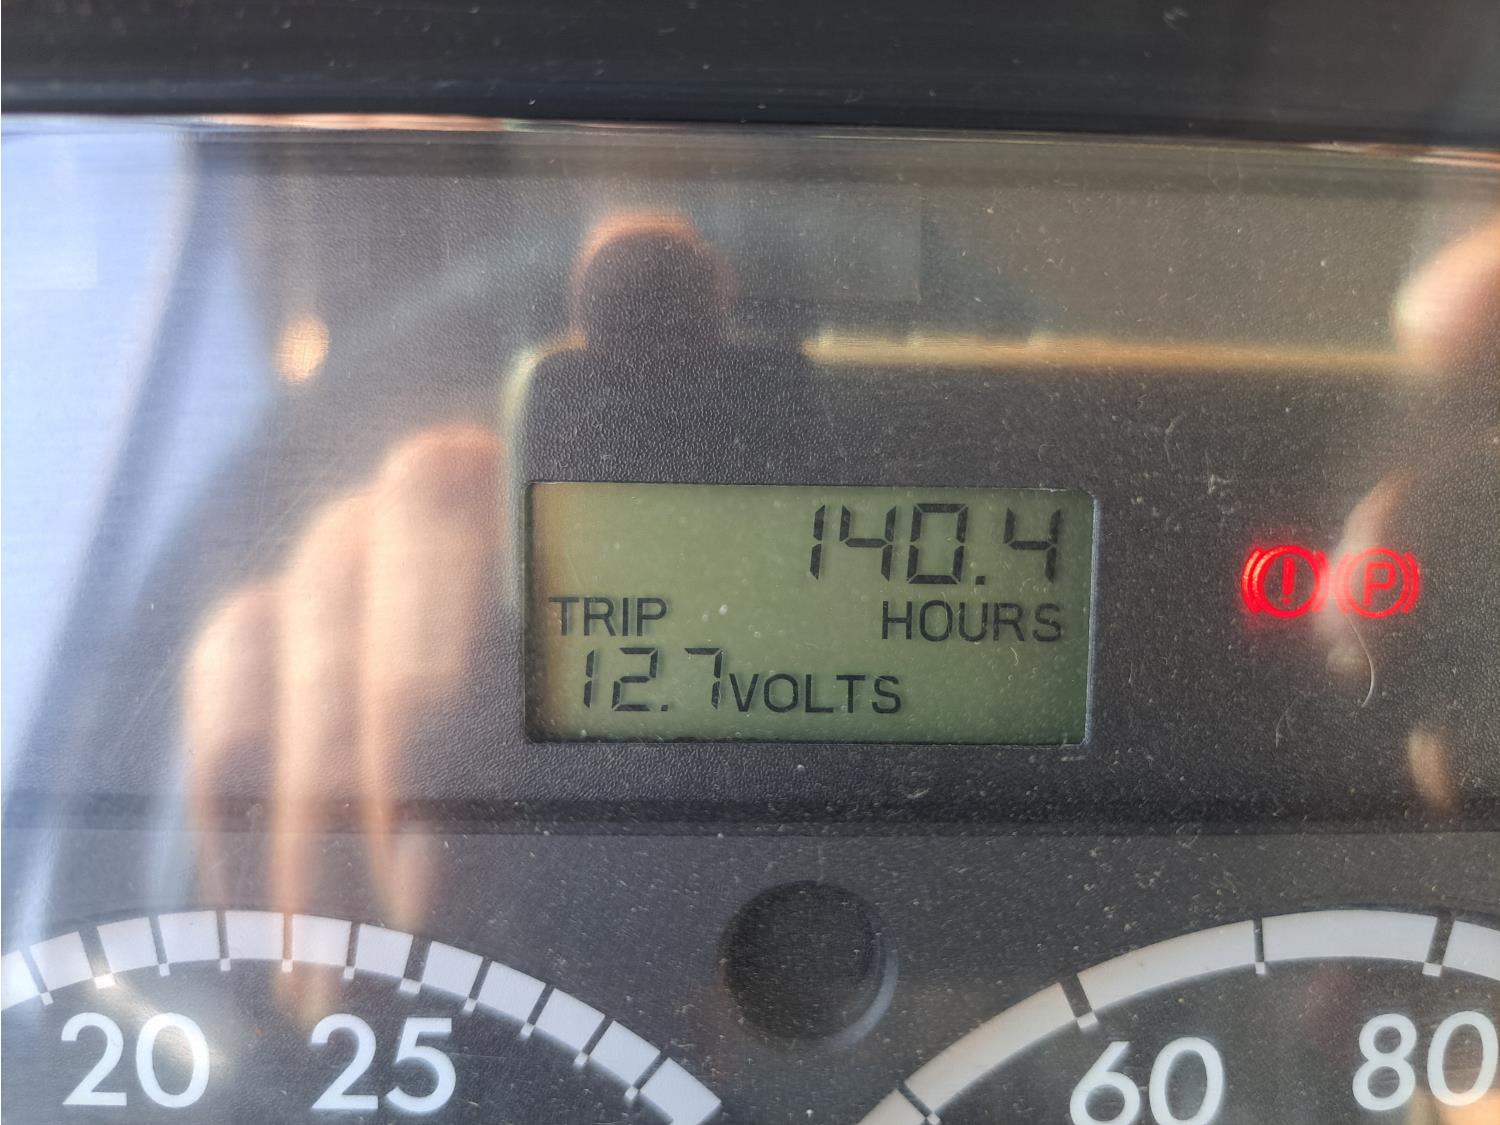 140.4
TRIP HOURS
12.7 VOLTS
! P
20 25 60 80